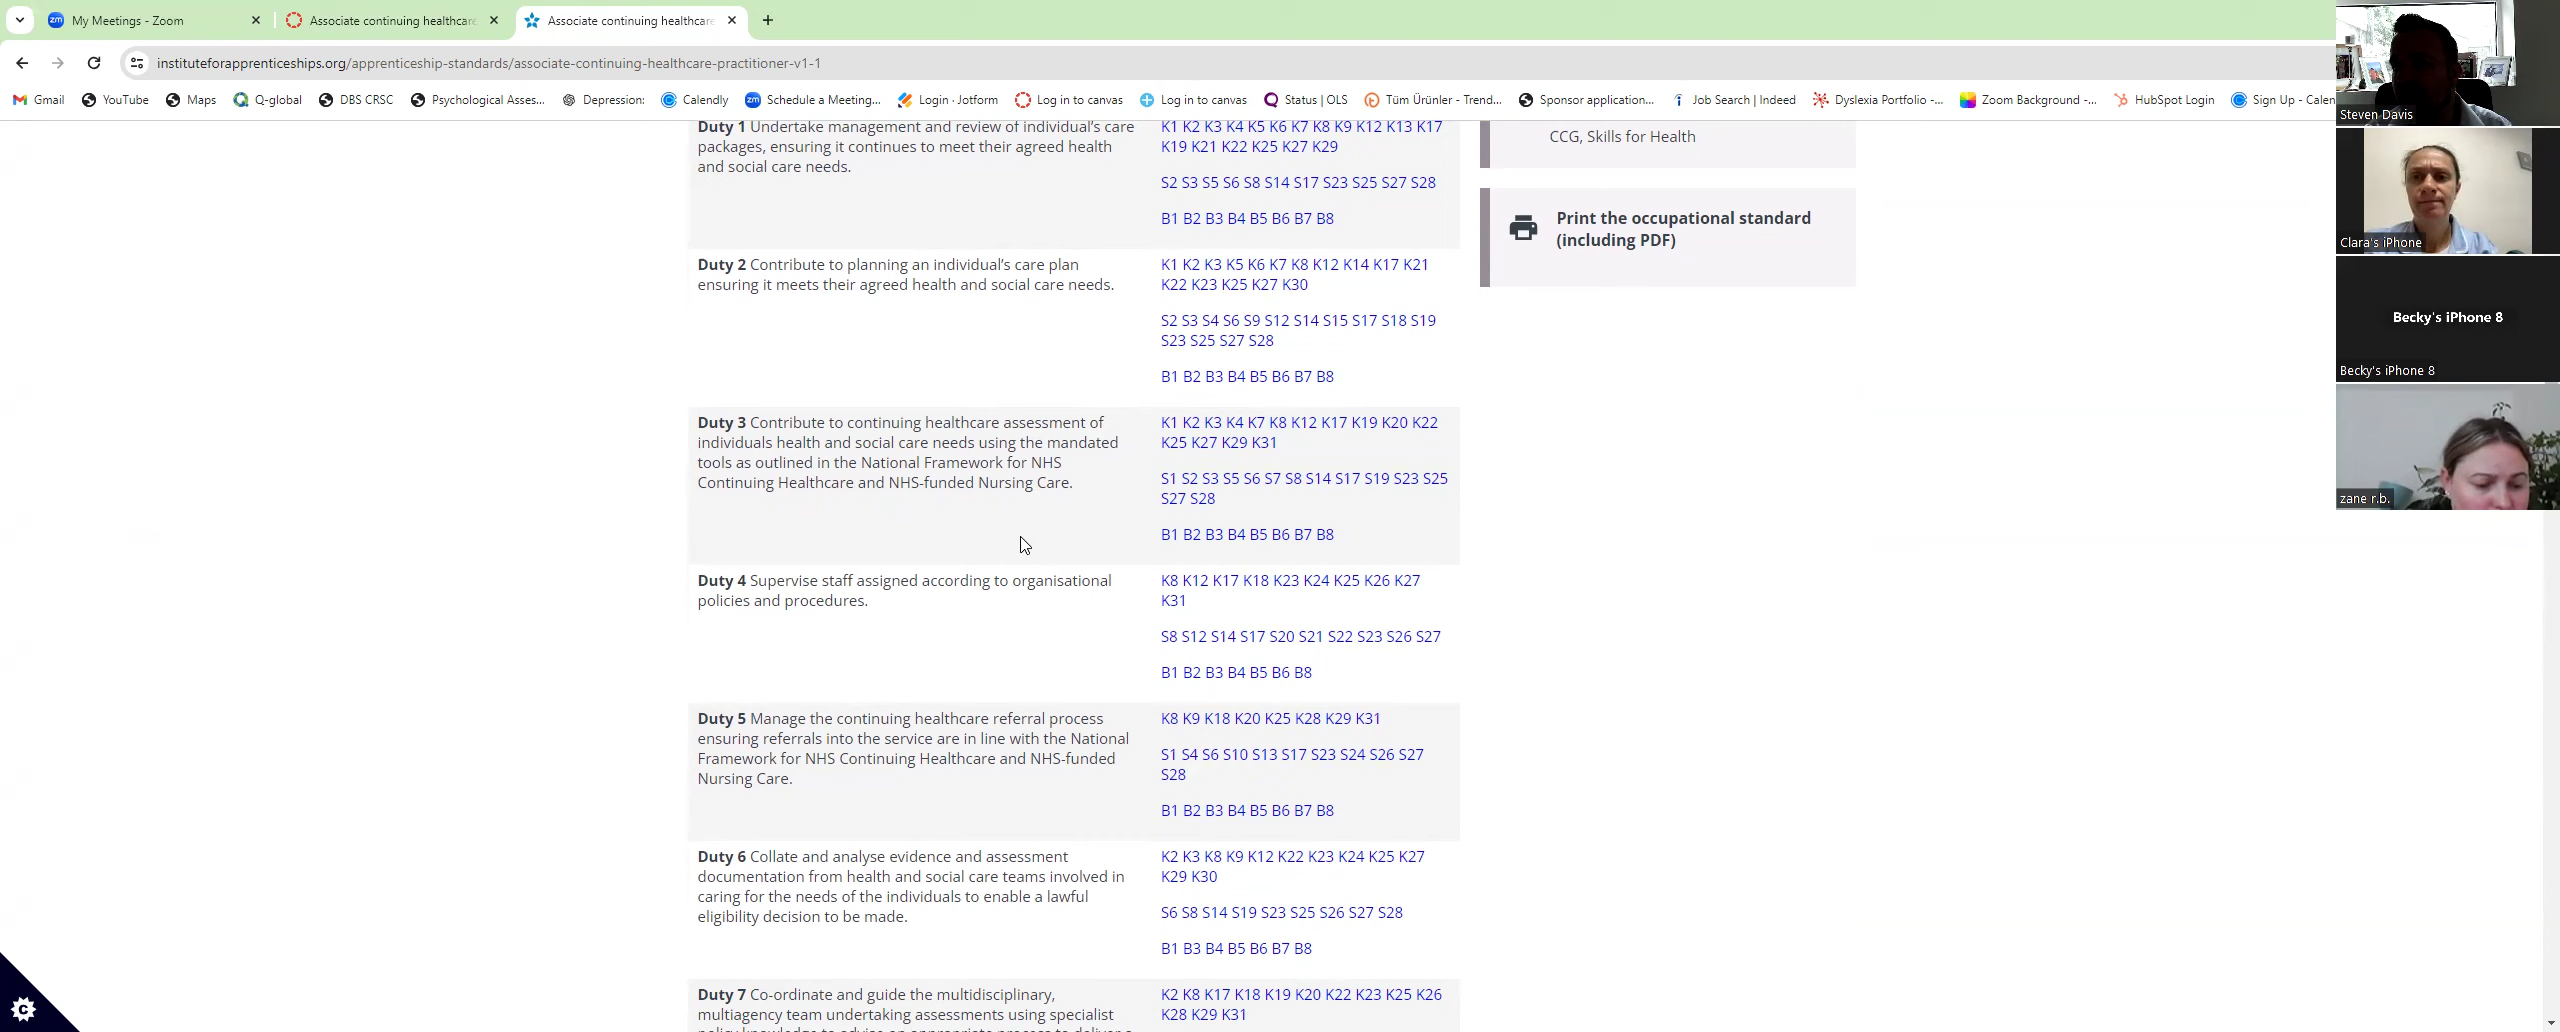 My Meetings - Zoom
Associate continuing healthcare
Associate continuing healthcare
instituteforapprenticeships.org/apprenticeship-standards/associate-continuing-healthcare-practitioner-v1-1
Gmail YouTube Maps Q-global DBS CRSC Psychological Asses... Depression: Calendly Schedule a Meeting... Login · Jotform Log in to canvas Log in to canvas Status | OLS Tüm Ürünler - Trend... Sponsor application... Job Search | Indeed Dyslexia Portfolio -... Zoom Background -... HubSpot Login Sign Up - Calen
Duty 1 Undertake management and review of individual's care
packages, ensuring it continues to meet their agreed health
and social care needs.
K1 K2 K3 K4 K5 K6 K7 K8 K9 K12 K13 K17
K19 K21 K22 K25 K27 K29
S2 S3 S5 S6 S8 S14 S17 S23 S25 S27 S28
B1 B2 B3 B4 B5 B6 B7 B8
Duty 2 Contribute to planning an individual's care plan
ensuring it meets their agreed health and social care needs.
K1 K2 K3 K5 K6 K7 K8 K12 K14 K17 K21
K22 K23 K25 K27 K30
S2 S3 S4 S6 S9 S12 S14 S15 S17 S18 S19
S23 S25 S27 S28
B1 B2 B3 B4 B5 B6 B7 B8
Duty 3 Contribute to continuing healthcare assessment of
individuals health and social care needs using the mandated
tools as outlined in the National Framework for NHS
Continuing Healthcare and NHS-funded Nursing Care.
K1 K2 K3 K4 K7 K8 K12 K17 K19 K20 K22
K25 K27 K29 K31
S1 S2 S3 S5 S6 S7 S8 S14 S17 S19 S23 S25
S27 S28
B1 B2 B3 B4 B5 B6 B7 B8
Duty 4 Supervise staff assigned according to organisational
policies and procedures.
K8 K12 K17 K18 K23 K24 K25 K26 K27
K31
S8 S12 S14 S17 S20 S21 S22 S23 S26 S27
B1 B2 B3 B4 B5 B6 B8
Duty 5 Manage the continuing healthcare referral process
ensuring referrals into the service are in line with the National
Framework for NHS Continuing Healthcare and NHS-funded
Nursing Care.
K8 K9 K18 K20 K25 K28 K29 K31
S1 S4 S6 S10 S13 S17 S23 S24 S26 S27
S28
B1 B2 B3 B4 B5 B6 B7 B8
Duty 6 Collate and analyse evidence and assessment
documentation from health and social care teams involved in
caring for the needs of the individuals to enable a lawful
eligibility decision to be made.
K2 K3 K8 K9 K12 K22 K23 K24 K25 K27
K29 K30
S6 S8 S14 S19 S23 S25 S26 S27 S28
B1 B3 B4 B5 B6 B7 B8
Duty 7 Co-ordinate and guide the multidisciplinary,
multiagency team undertaking assessments using specialist
K2 K8 K17 K18 K19 K20 K22 K23 K25 K26
K28 K29 K31
CCG, Skills for Health
Print the occupational standard
(including PDF)
Steven Davis
Clara's iPhone
Becky's iPhone 8
Becky's iPhone 8
zane r.b.